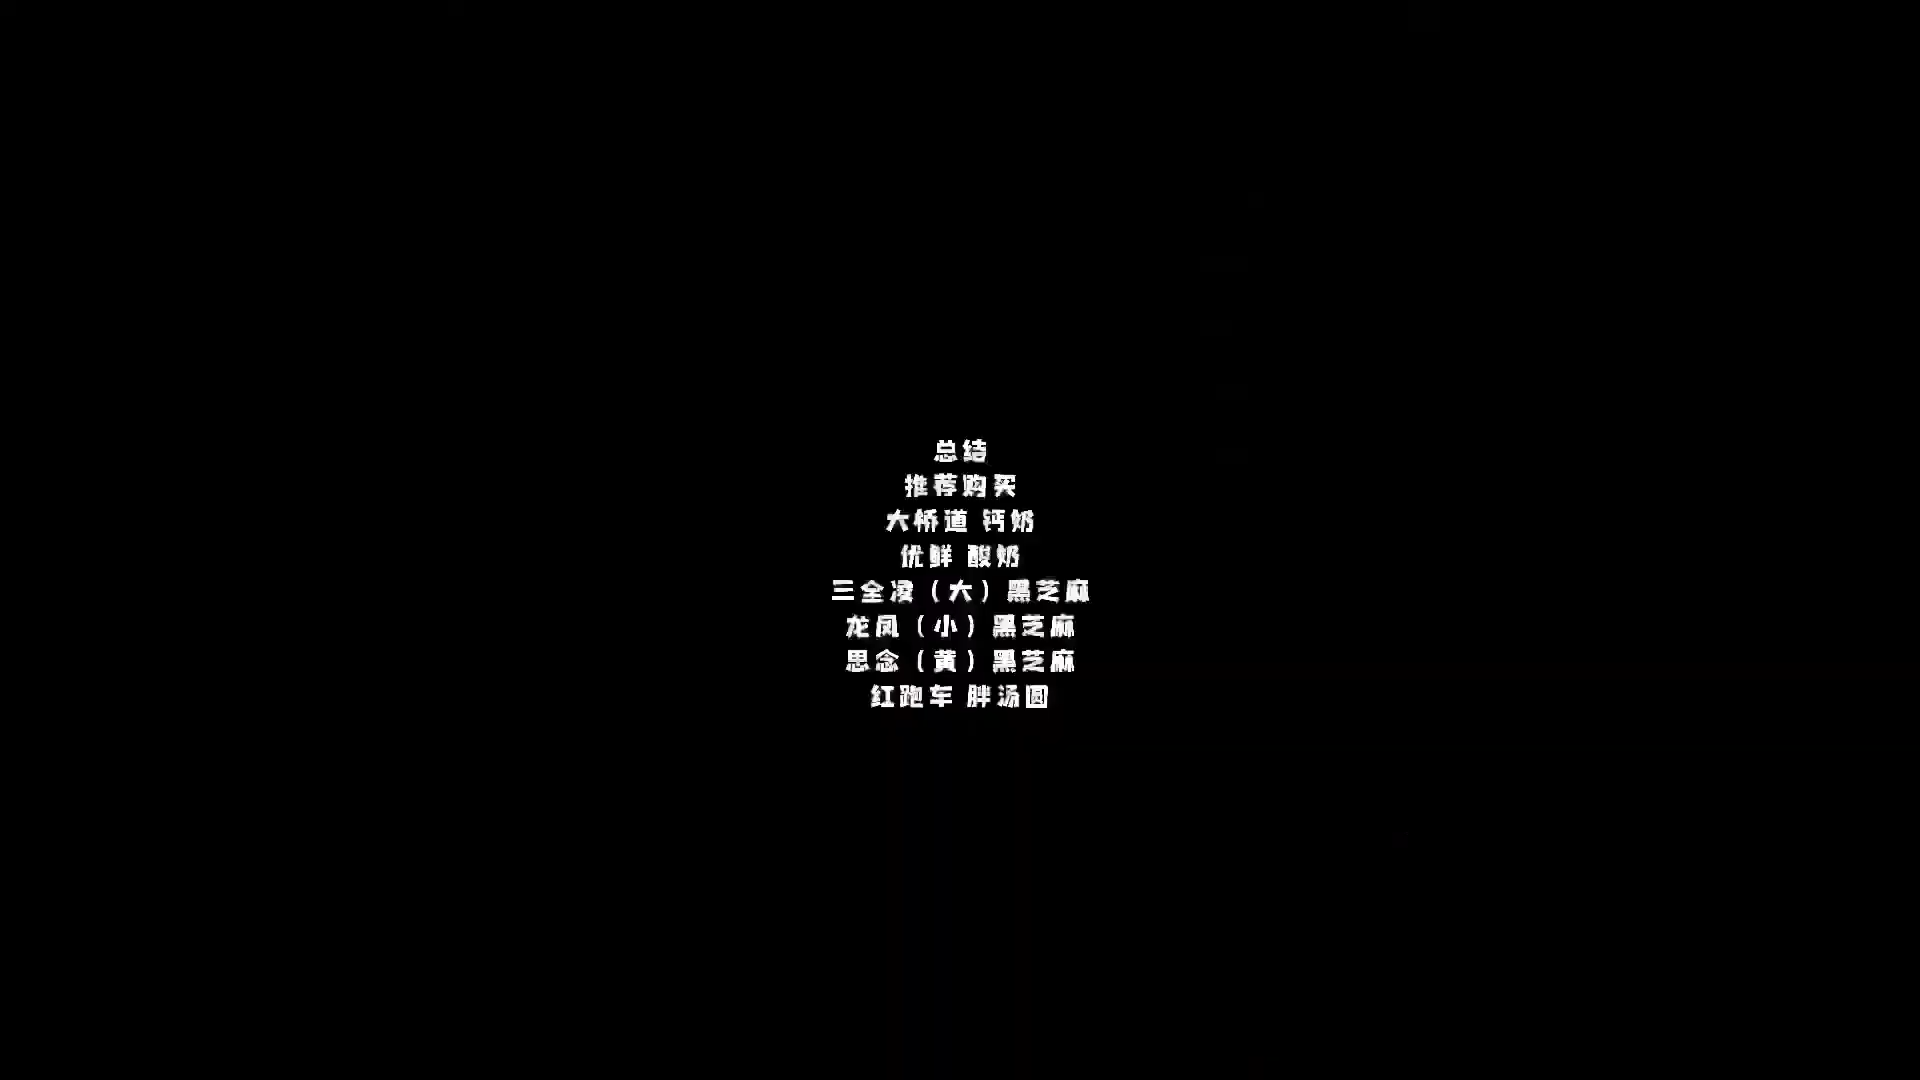 总结
推荐购买
大桥道 钙奶
优鲜 酸奶
三全凌（大）黑芝麻
龙凤（小）黑芝麻
思念（黄）黑芝麻
红跑车 胖汤圆